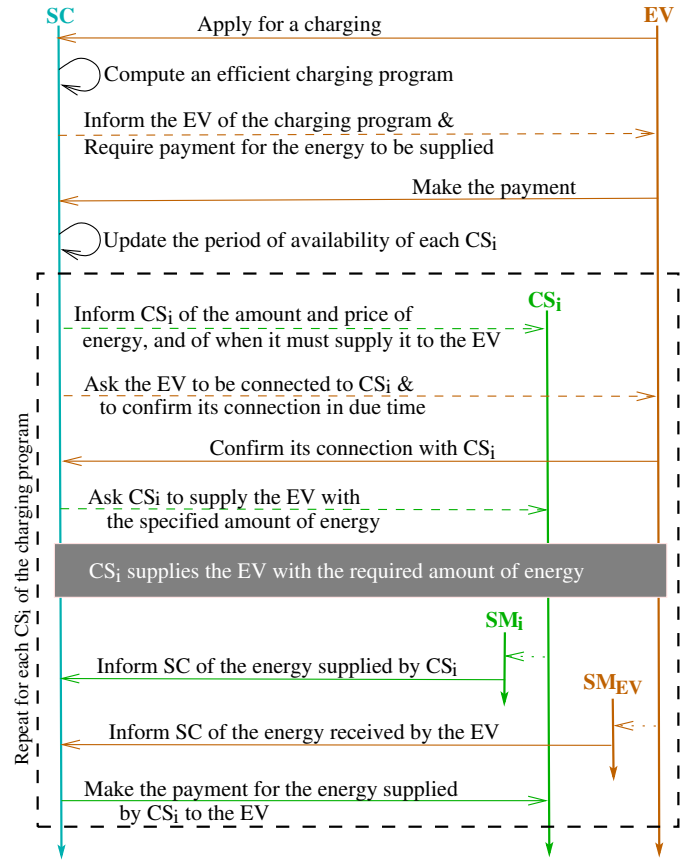 SC
EV
Apply for a charging
Compute an efficient charging program
Inform the EV of the charging program &
Require payment for the energy to be supplied
Make the payment
Update the period of availability of each CSi
CSi
Inform CSi of the amount and price of
energy, and of when it must supply it to the EV
Ask the EV to be connected to CSi &
to confirm its connection in due time
Confirm its connection with CSi
Ask CSi to supply the EV with
the specified amount of energy
CSi supplies the EV with the required amount of energy
SMi
Inform SC of the energy supplied by CSi
SMEV
Inform SC of the energy received by the EV
Make the payment for the energy supplied
by CSi to the EV
Repeat for each CSi of the charging program